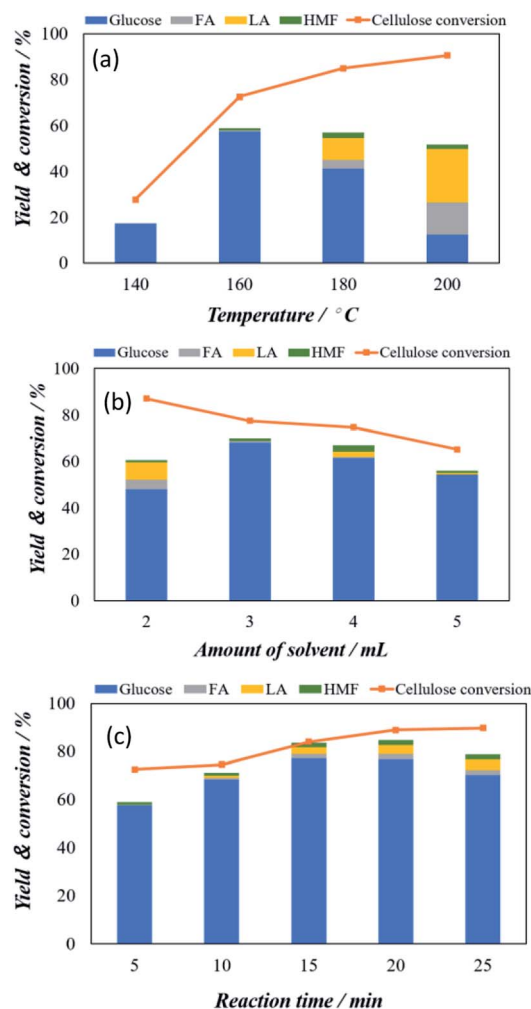 Glucose FA LA HMF Cellulose conversion
(a)
Yield & conversion / %
100
80
60
40
20
0
140 160 180 200
Temperature / °C
Glucose FA LA HMF Cellulose conversion
(b)
Yield & conversion / %
100
80
60
40
20
0
2 3 4 5
Amount of solvent / mL
Glucose FA LA HMF Cellulose conversion
(c)
Yield & conversion / %
100
80
60
40
20
0
5 10 15 20 25
Reaction time / min